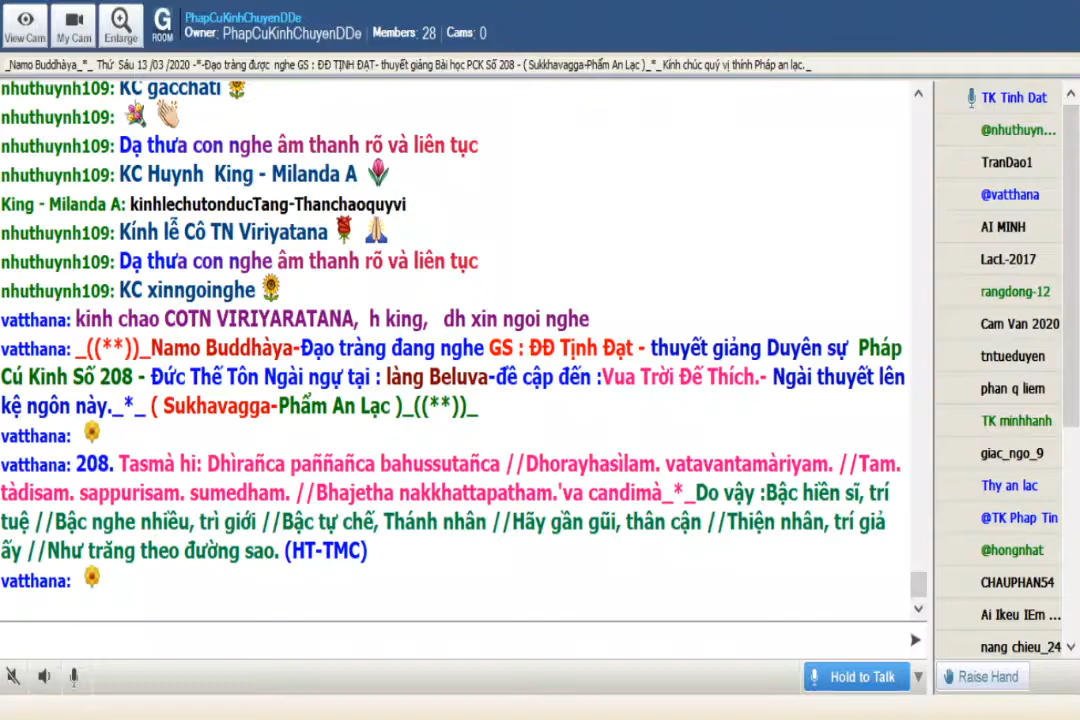 PhapCuKinhChuyenDDe
Owner: PhapCuKinhChuyenDDe Members: 28 Cams: 0
View Cam My Cam Enlarge G ROOM
_Namo Buddhàya_*_ Thứ Sáu 13 /03 /2020 -*-Đạo tràng được nghe GS : ĐĐ TỊNH ĐẠT- thuyết giảng Bài học PCK Số 208 - ( Sukkhavagga-Phẩm An Lạc )_*_Kính chúc quý vị thính Pháp an lạc._
nhuthuynh109: KC gacchati
nhuthuynh109:
nhuthuynh109: Dạ thưa con nghe âm thanh rõ và liên tục
nhuthuynh109: KC Huynh King - Milanda A
King - Milanda A: kinhlechutonducTang-Thanchaoquyvi
nhuthuynh109: Kính lễ Cô TN Viriyatana
nhuthuynh109: Dạ thưa con nghe âm thanh rõ và liên tục
nhuthuynh109: KC xinngoinghe
vatthana: kinh chao COTN VIRIYARATANA, h king, dh xin ngoi nghe
vatthana: _((**))_Namo Buddhàya-Đạo tràng đang nghe GS : ĐĐ Tịnh Đạt - thuyết giảng Duyên sự Pháp
Cú Kinh Số 208 - Đức Thế Tôn Ngài ngự tại : làng Beluva-đề cập đến :Vua Trời Đế Thích.- Ngài thuyết lên
kệ ngôn này._*_ ( Sukhavagga-Phẩm An Lạc )_((**))_
vatthana:
vatthana: 208. Tasmà hi: Dhìrañca paññañca bahussutañca //Dhorayhasìlam. vatavantamàriyam. //Tam.
tàdisam. sappurisam. sumedham. //Bhajetha nakkhattapatham.'va candimà_*_Do vậy :Bậc hiền sĩ, trí
tuệ //Bậc nghe nhiều, trì giới //Bậc tự chế, Thánh nhân //Hãy gần gũi, thân cận //Thiện nhân, trí giả
ấy //Như trăng theo đường sao. (HT-TMC)
vatthana:
TK Tinh Dat
@nhuthuyn...
TranDao1
@vatthana
AI MINH
LacL-2017
rangdong-12
Cam Van 2020
tntueduyen
phan q liem
TK minhhanh
giac_ngo_9
Thy an lac
@TK Phap Tin
@hongnhat
CHAUPHAN54
Ai Ikeu IEm ...
nang chieu_24
Hold to Talk
Raise Hand